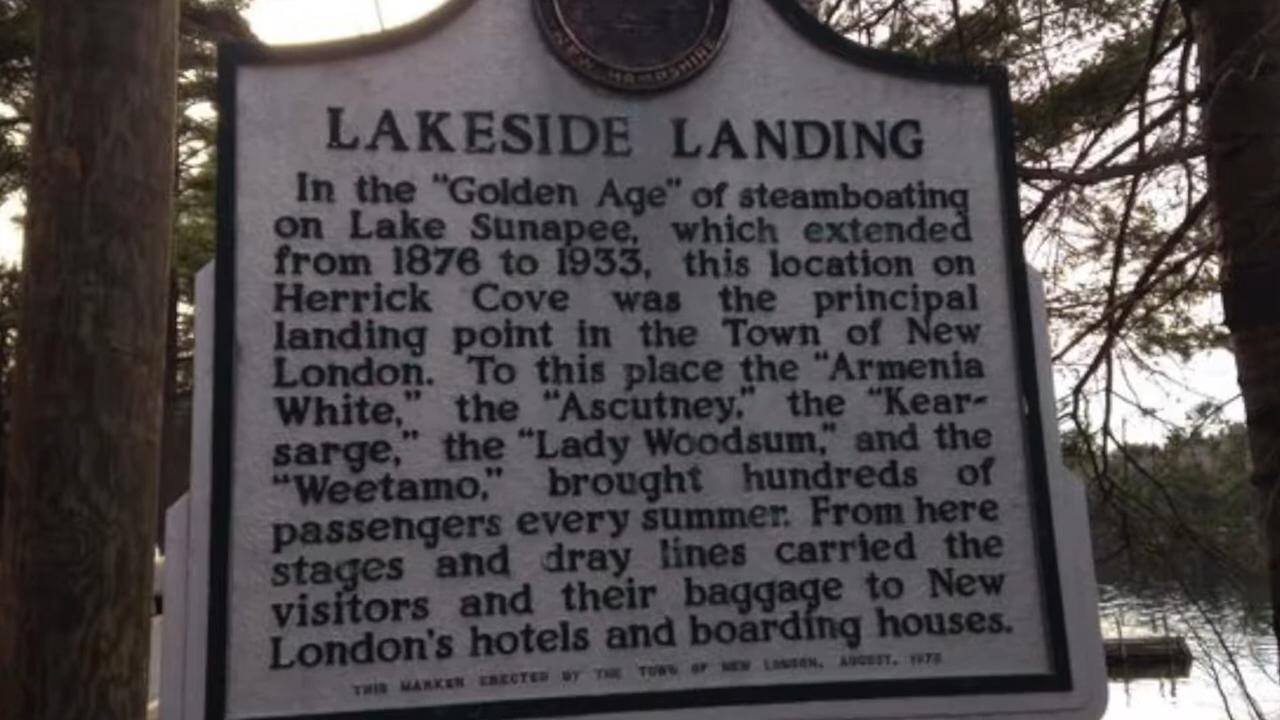 NEW HAMPSHIRE
LAKESIDE LANDING
In the "Golden Age" of steamboating
on Lake Sunapee, which extended
from 1876 to 1933, this location on
Herrick Cove was the principal
landing point in the Town of New
London. To this place the "Armenia
White," the "Ascutney," the "Kear-
sarge," the "Lady Woodsum," and the
"Weetamo," brought hundreds of
passengers every summer. From here
stages and dray lines carried the
visitors and their baggage to New
London's hotels and boarding houses.
THIS MARKER ERECTED BY THE TOWN OF NEW LONDON, AUGUST,